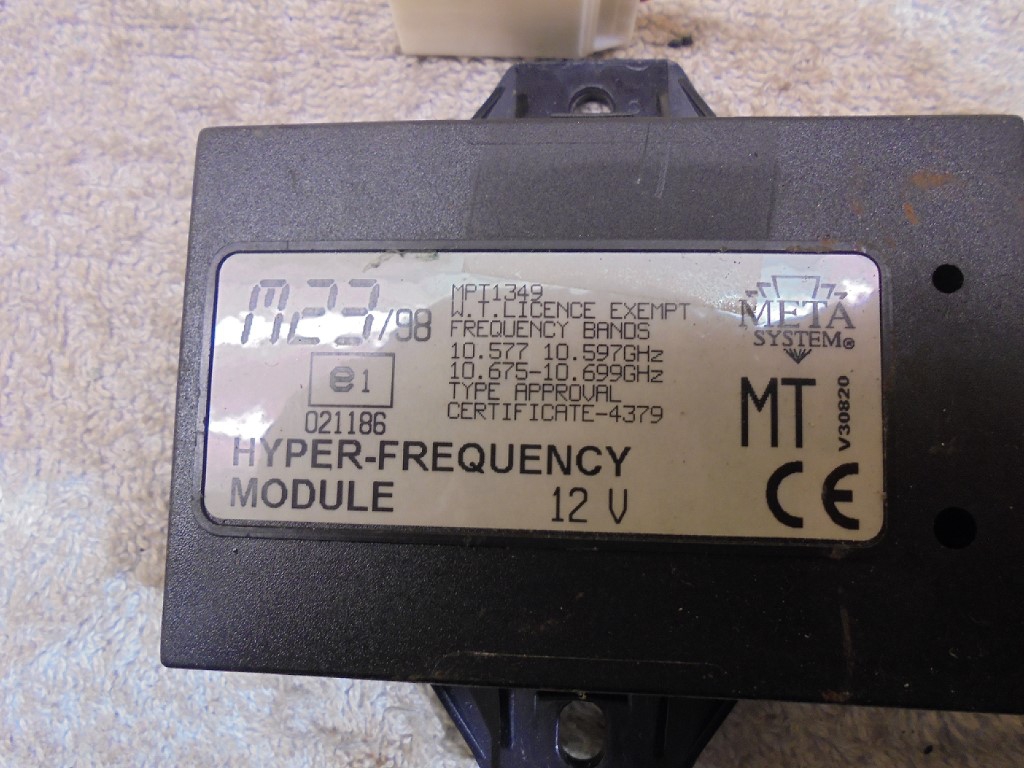 M23/98
e1
021186
MPT1349
W.T.LICENCE EXEMPT
FREQUENCY BANDS
10.577 10.597GHz
10.675-10.699GHz
TYPE APPROVAL
CERTIFICATE-4379
HYPER-FREQUENCY
MODULE 12 V
META
SYSTEM®
MT
V30820
CE